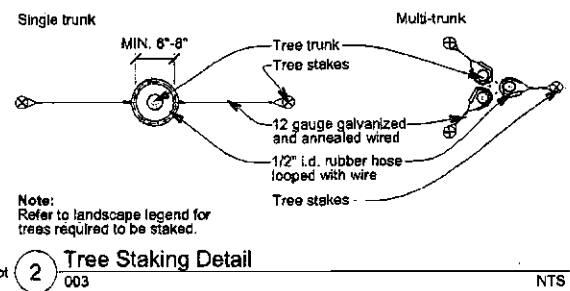 Single trunk
Multi-trunk
MIN. 6"-8"
Tree trunk
Tree stakes
12 gauge galvanized
and annealed wired
1/2" i.d. rubber hose
looped with wire
Tree stakes
Note:
Refer to landscape legend for
trees required to be staked.
2
Tree Staking Detail
003
NTS